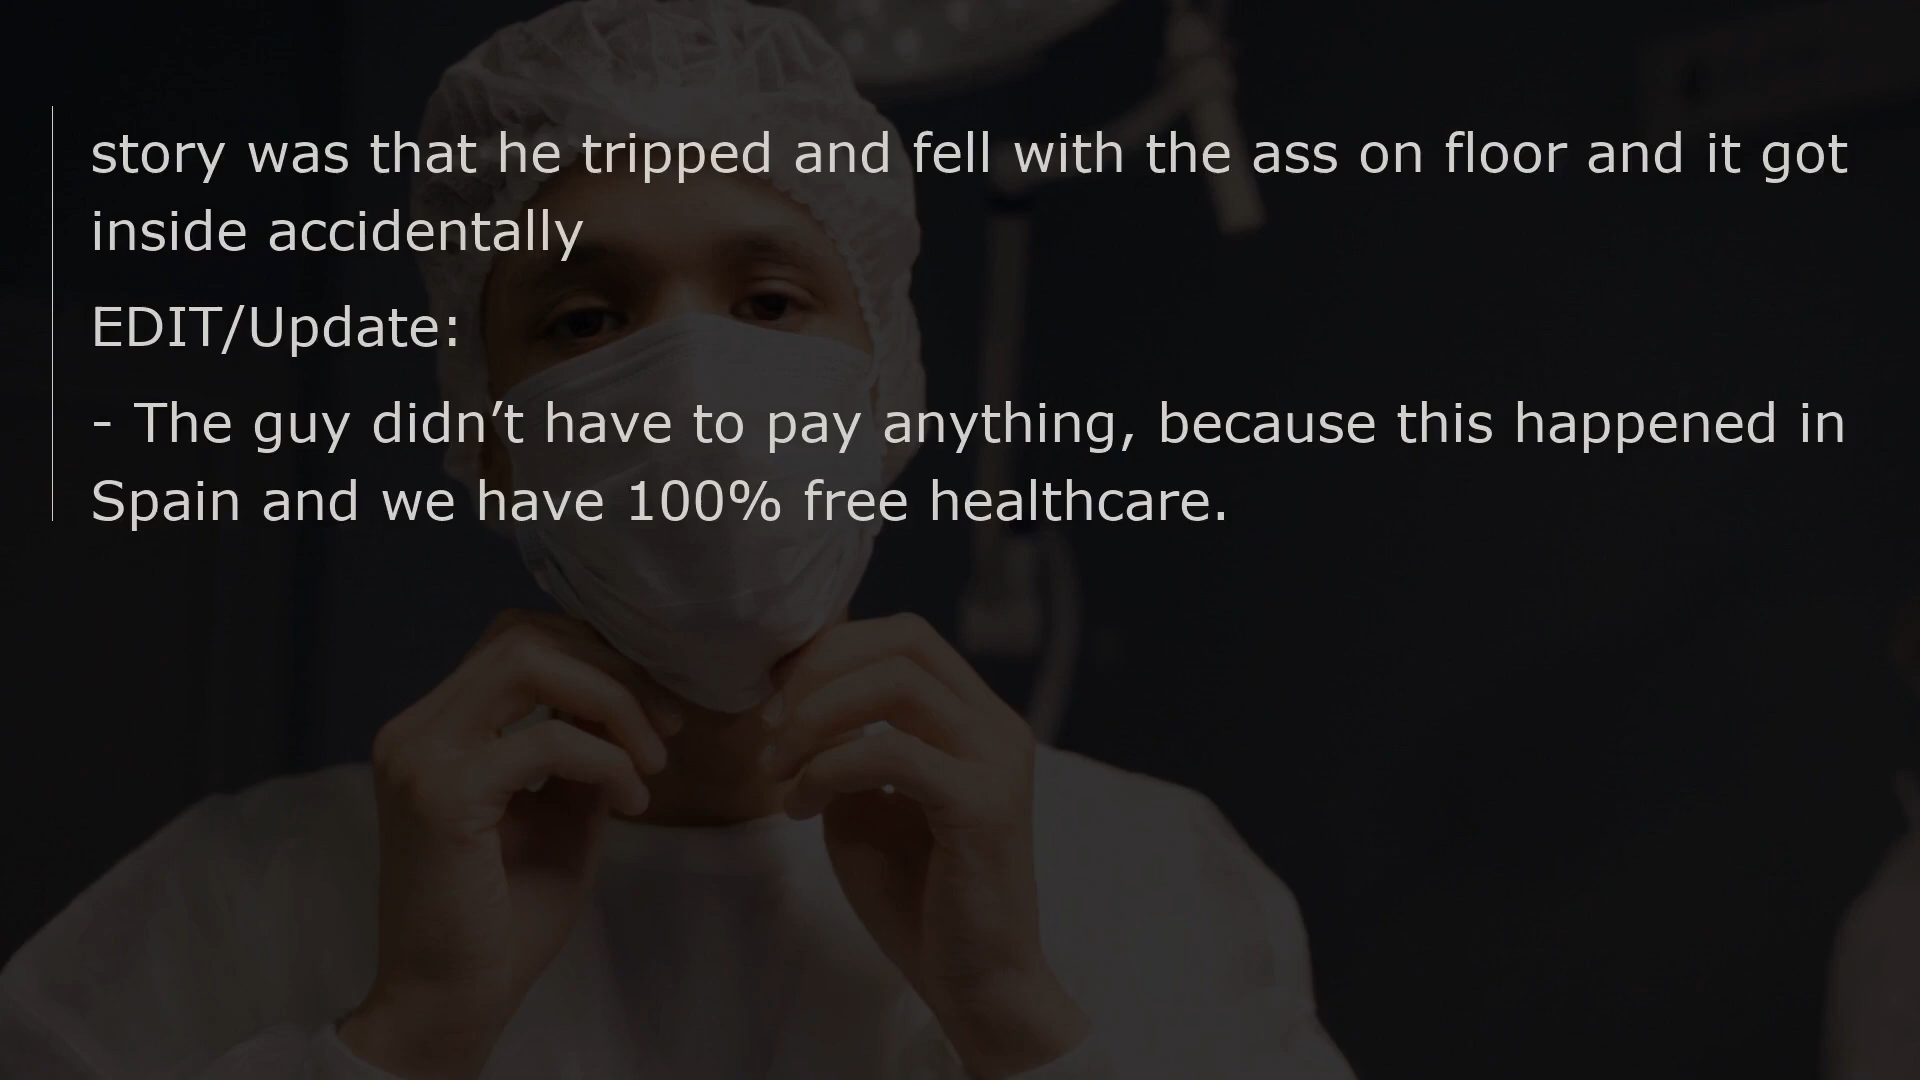 story was that he tripped and fell with the ass on floor and it got
inside accidentally
EDIT/Update:
- The guy didn’t have to pay anything, because this happened in
Spain and we have 100% free healthcare.